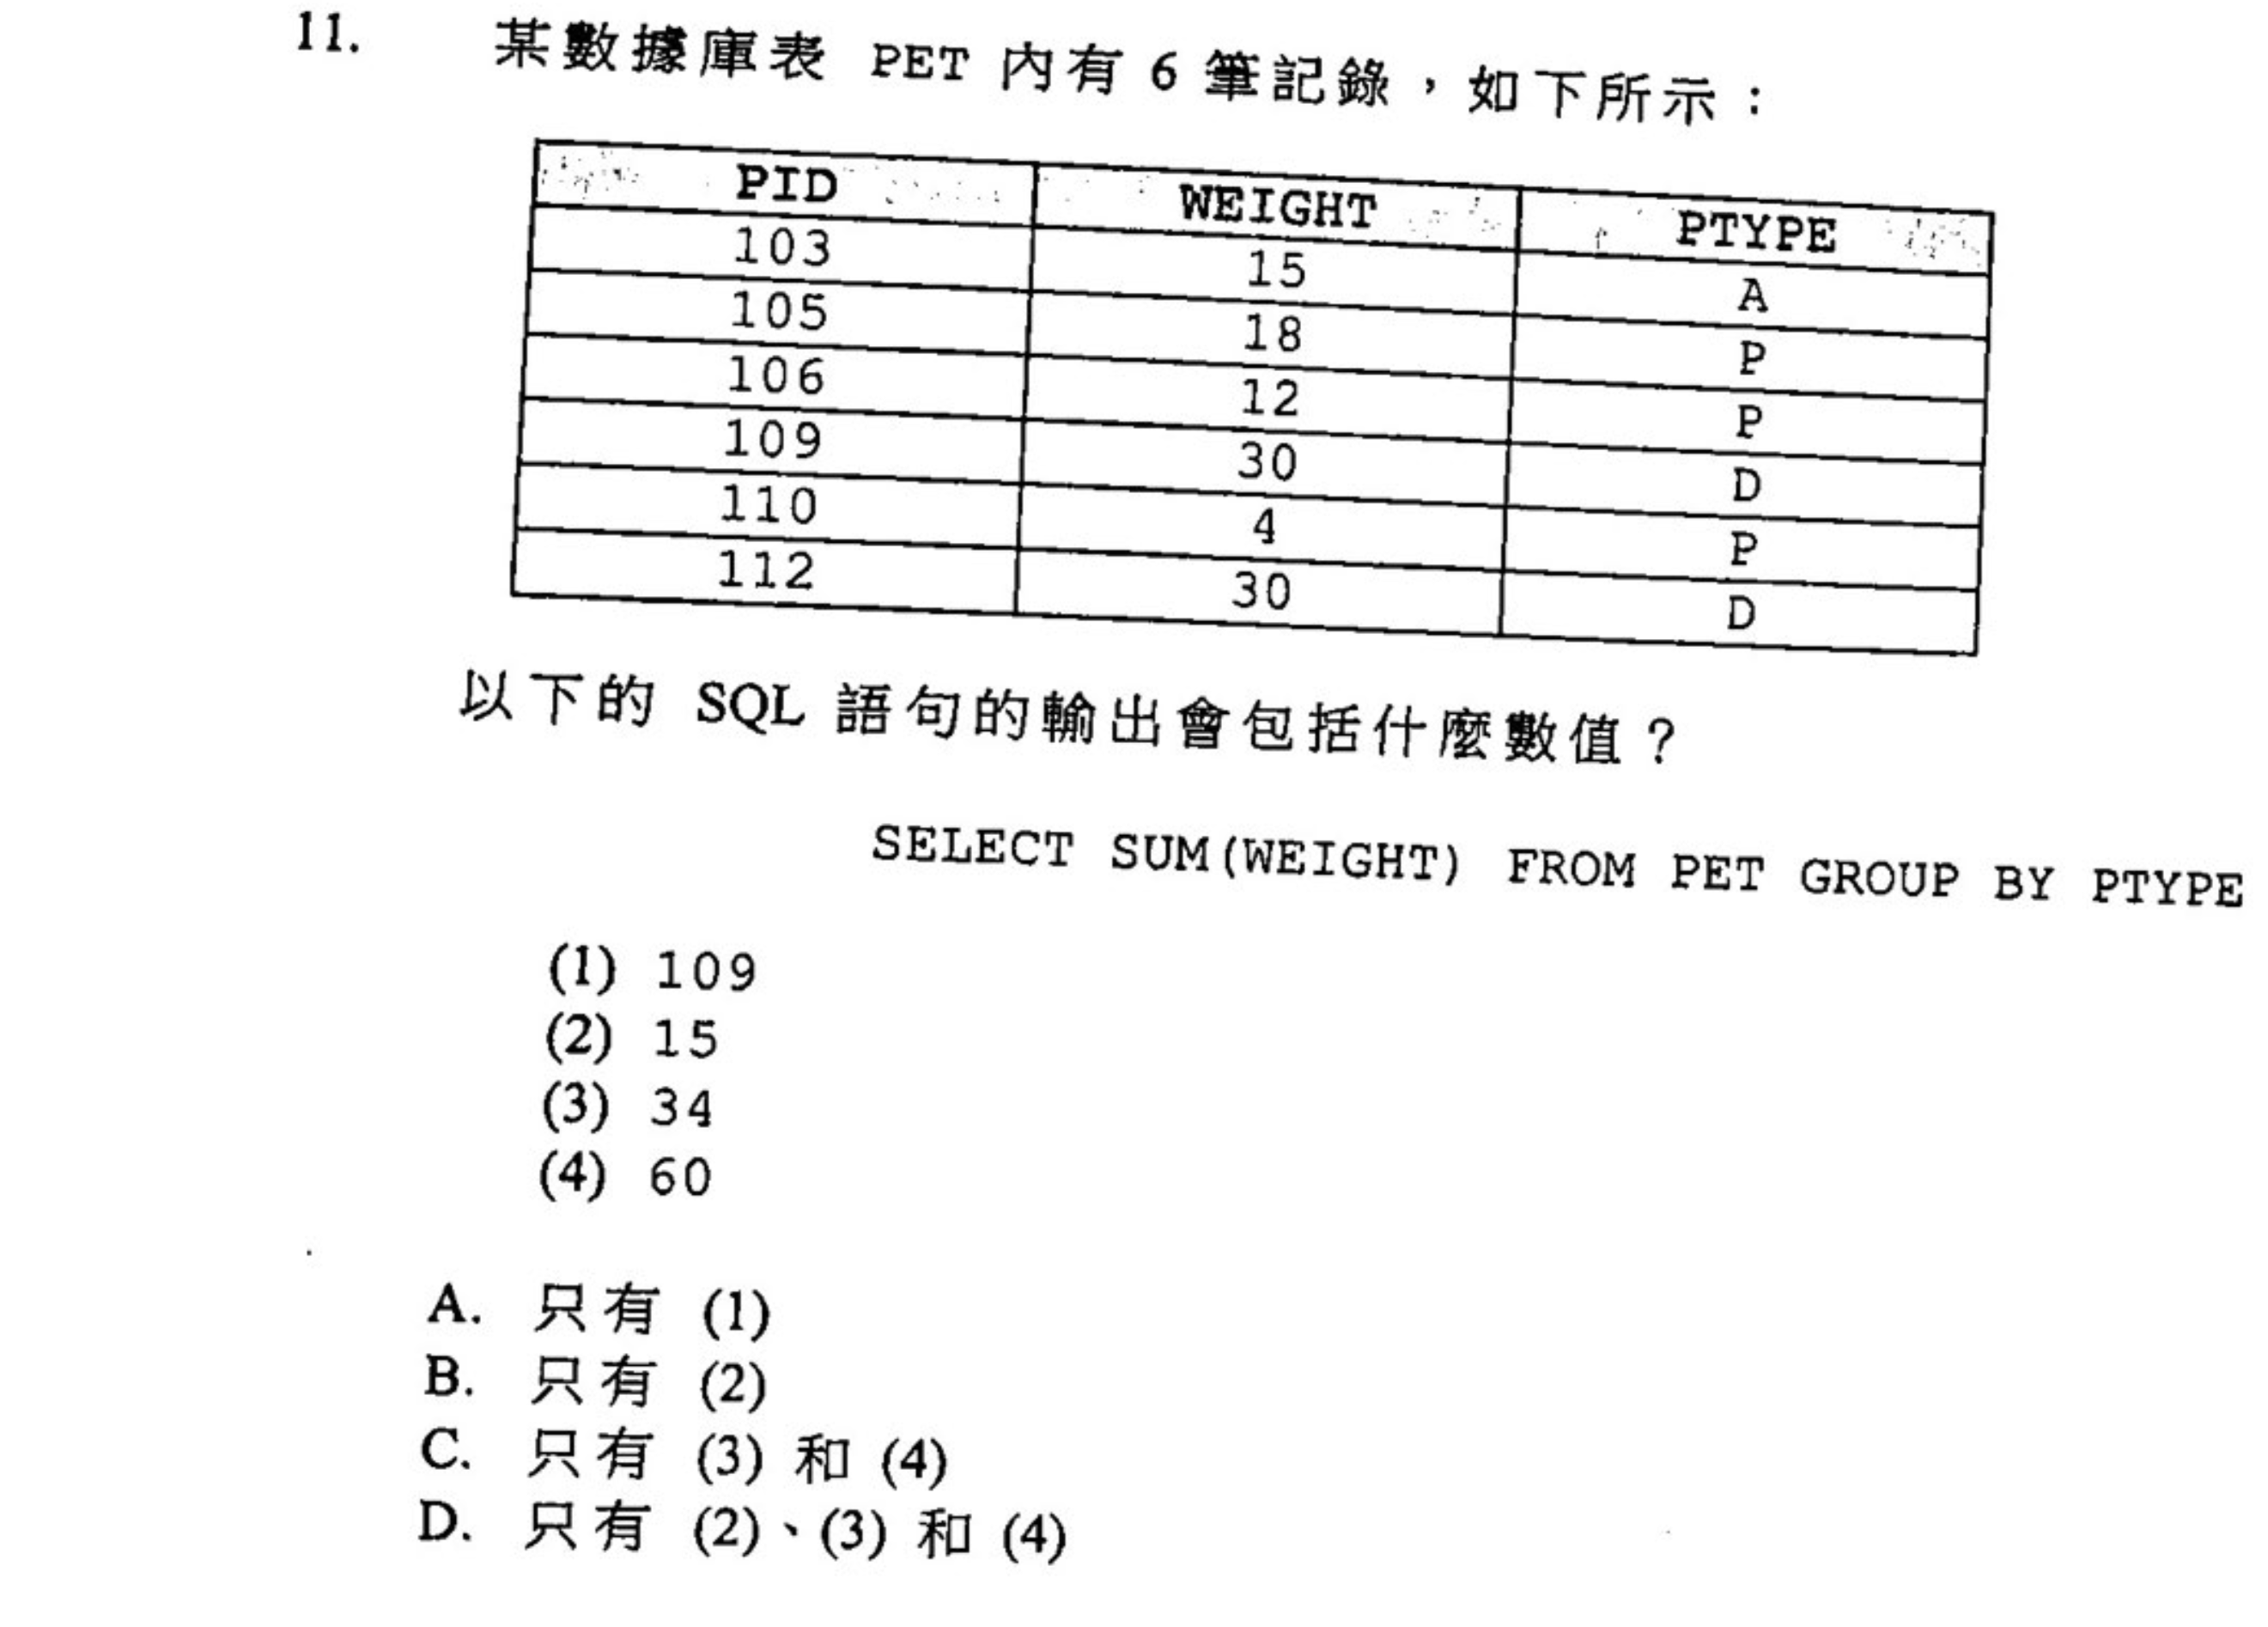 11. 某數據庫表 PET 內有 6 筆記錄，如下所示：
PID WEIGHT PTYPE
103 15 A
105 18 P
106 12 P
109 30 D
110 4 P
112 30 D
以下的 SQL 語句的輸出會包括什麼數值？
SELECT SUM(WEIGHT) FROM PET GROUP BY PTYPE
(1) 109
(2) 15
(3) 34
(4) 60
A. 只有 (1)
B. 只有 (2)
C. 只有 (3) 和 (4)
D. 只有 (2)、(3) 和 (4)